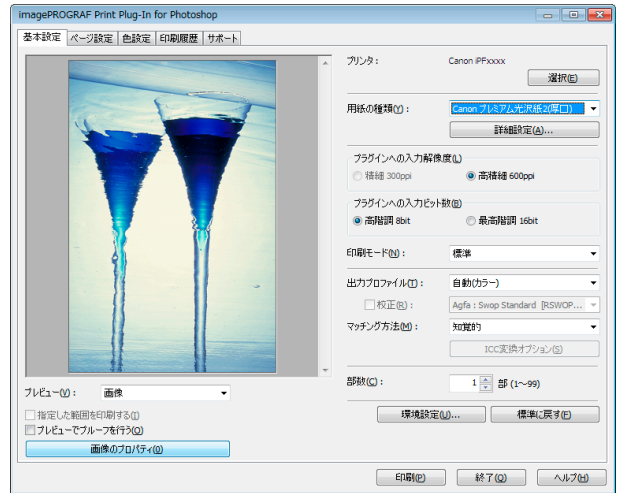 imagePROGRAF Print Plug-In for Photoshop
基本設定 ページ設定 色設定 印刷履歴 サポート
プリンタ： Canon iPFxxxx
選択(E)
用紙の種類(Y)： Canon プレミアム光沢紙2(厚口)
詳細設定(A)...
プラグインへの入力解像度(L)
精細 300ppi 高精細 600ppi
プラグインへの入力ビット数(B)
高階調 8bit 最高階調 16bit
印刷モード(N)： 標準
出力プロファイル(T)： 自動(カラー)
校正(R)： Agfa : Swop Standard [RSWOP...
マッチング方法(M)： 知覚的
ICC変換オプション(S)
部数(C)： 1 部 (1～99)
プレビュー(V)： 画像
指定した範囲を印刷する(I)
プレビューでプルーフを行う(O)
画像のプロパティ(0)
環境設定(U)... 標準に戻す(F)
印刷(P) 終了(Q) ヘルプ(H)